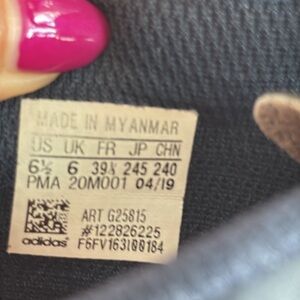 MADE IN MYANMAR
US UK FR JP CHN
6½ 6 39⅓ 245 240
PMA 20M001 04/19
ART G25815
#122826225
adidas F6FV163I00184